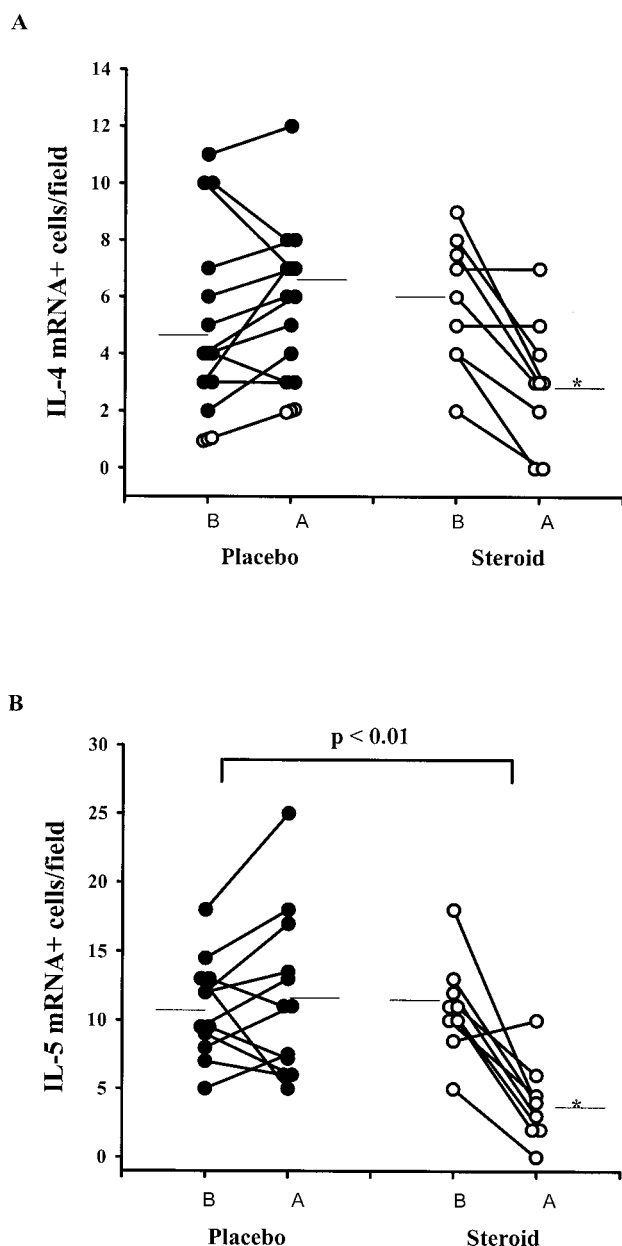 A
14
12
10
8
6
4
2
0
IL-4 mRNA+ cells/field
*
B A B A
Placebo Steroid
B
p < 0.01
30
25
20
15
10
5
0
IL-5 mRNA+ cells/field
*
B A B A
Placebo Steroid